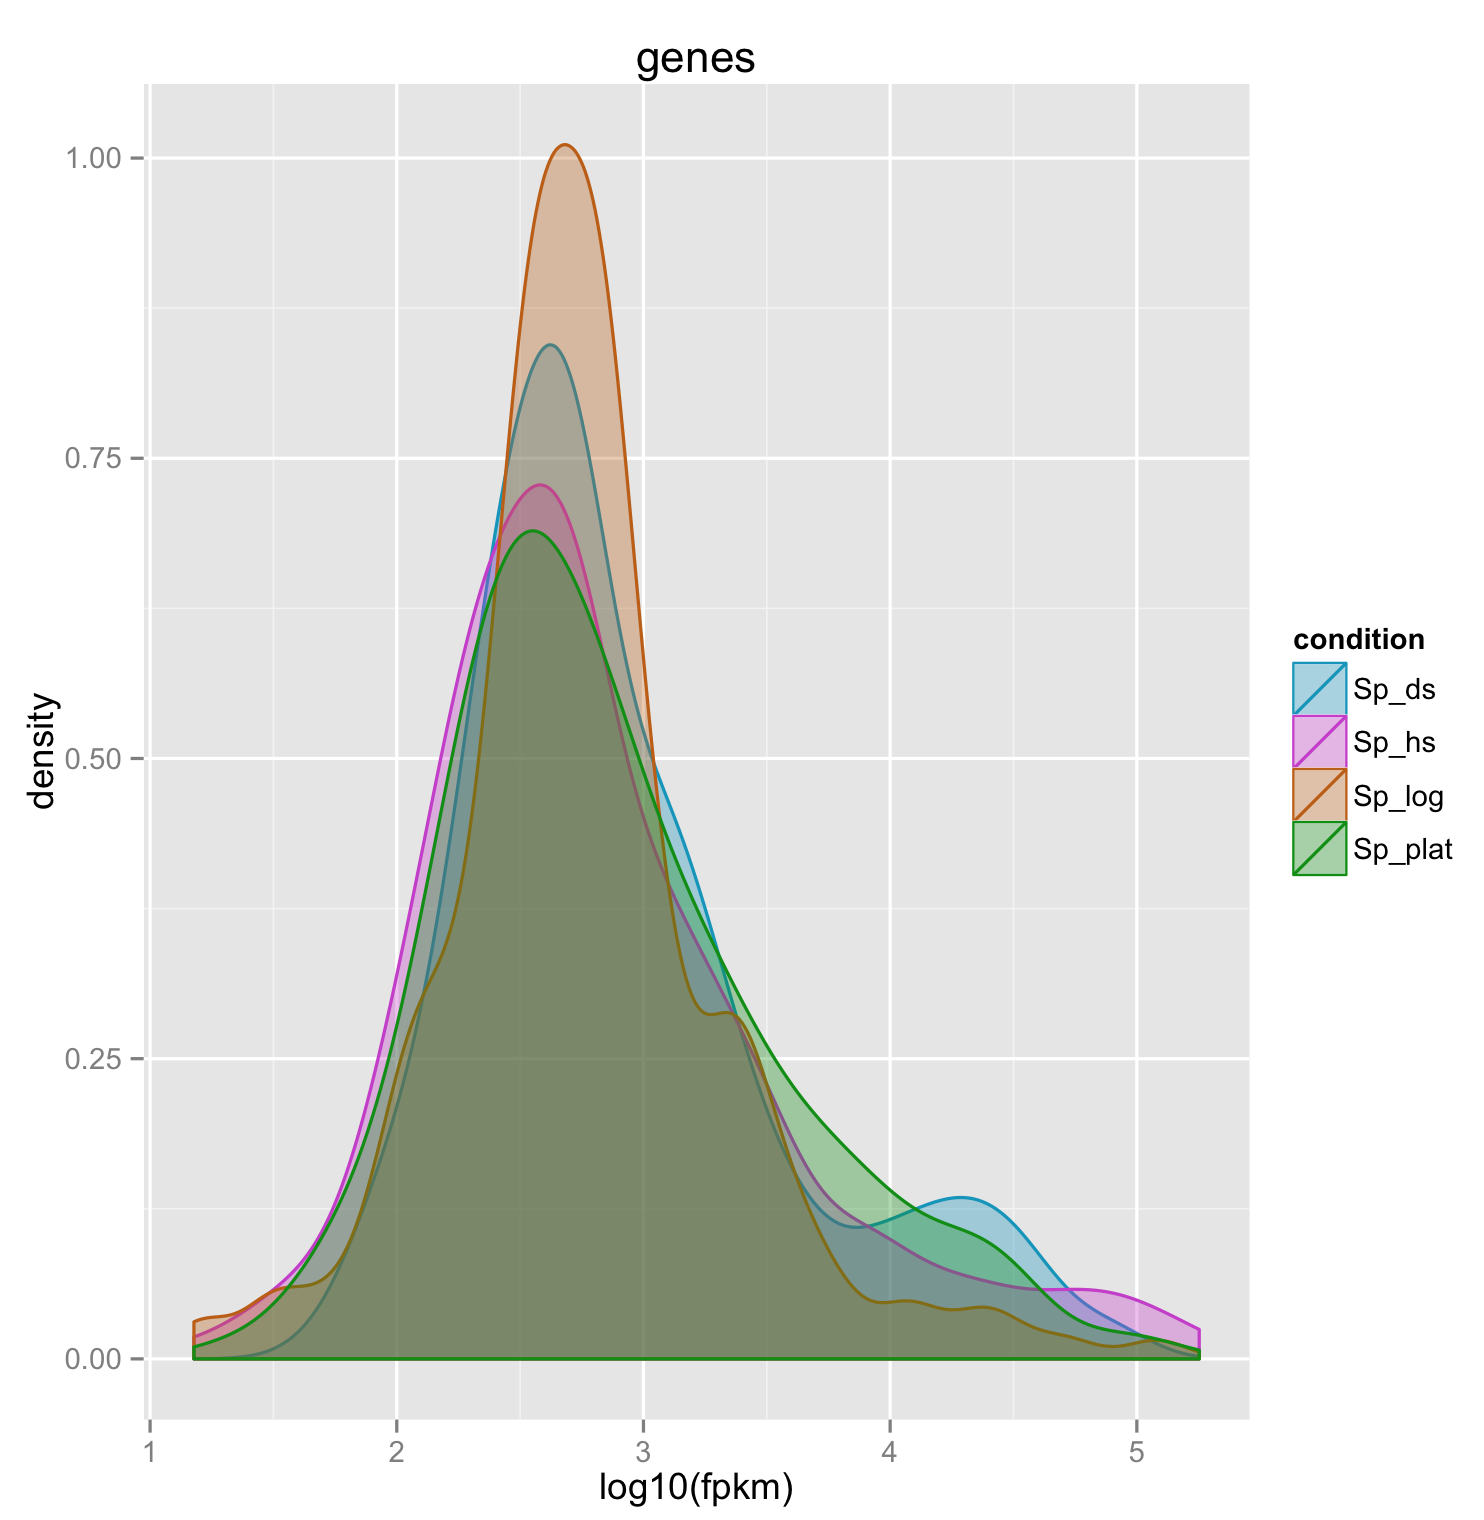 genes
1.00
0.75
0.50
0.25
0.00
density
1 2 3 4 5
log10(fpkm)
condition
Sp_ds
Sp_hs
Sp_log
Sp_plat